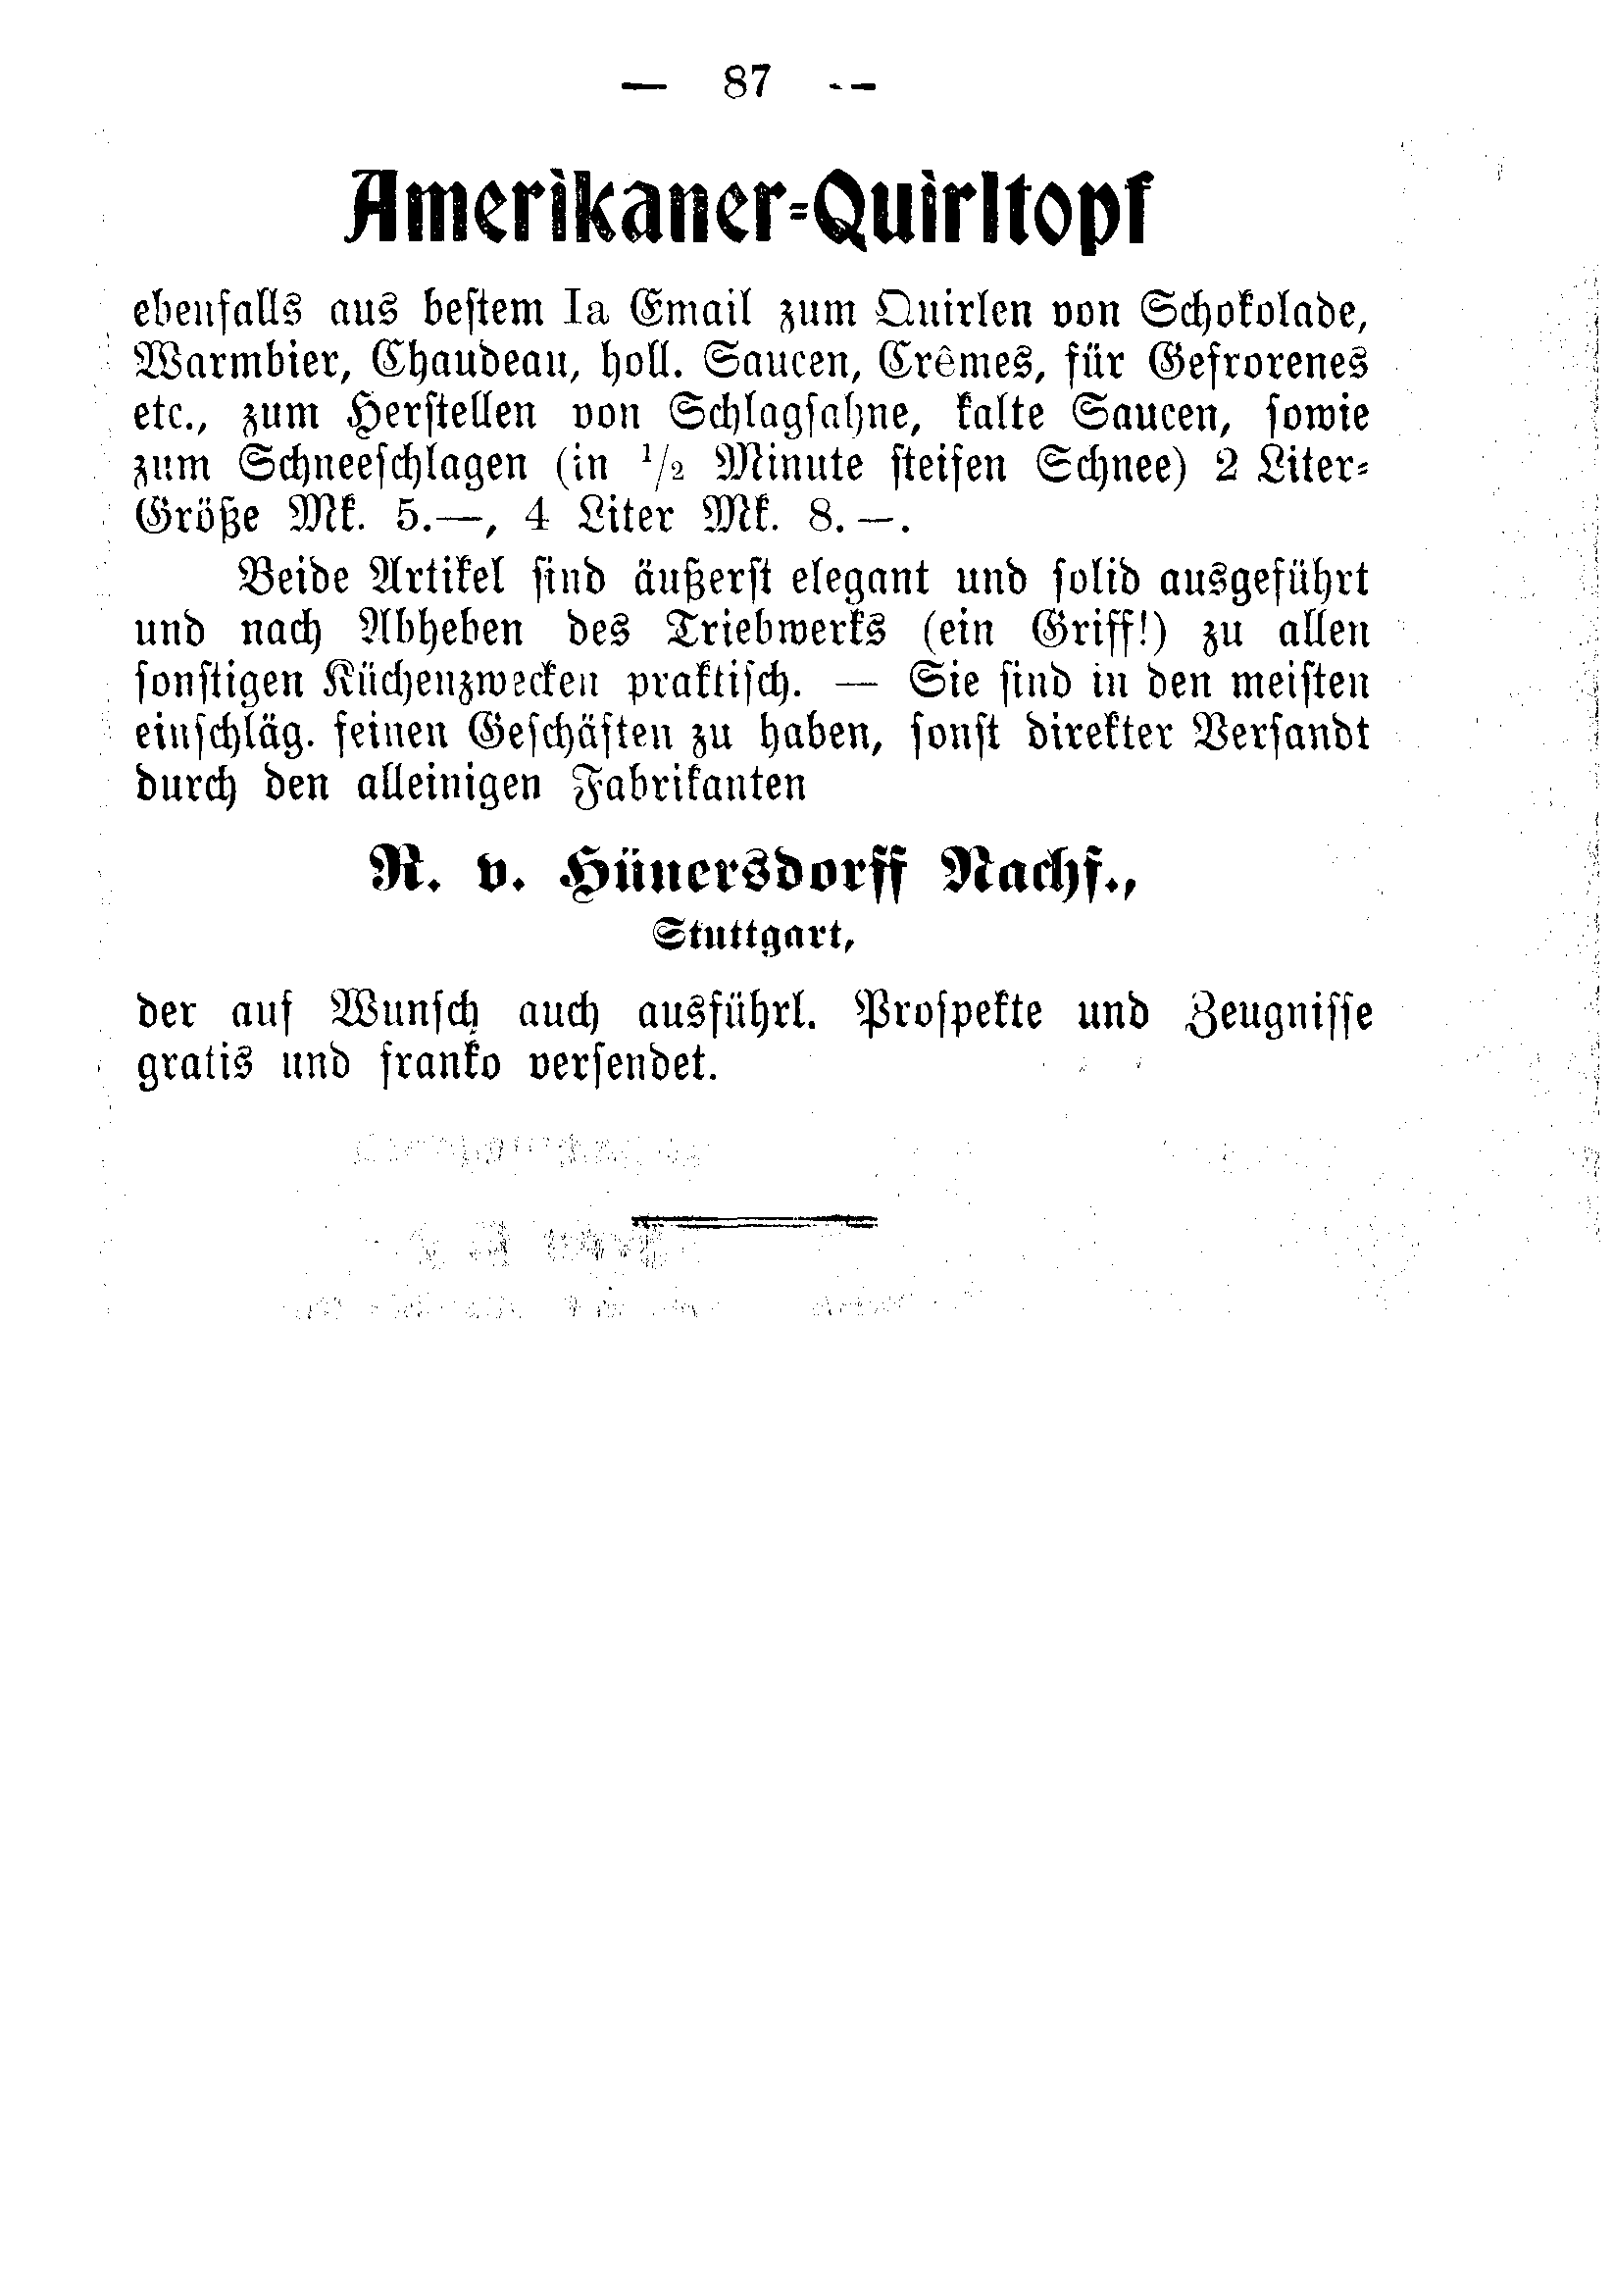 — 87 —
Amerikaner-Quirltopf
ebenfalls aus beſtem Ia Email zum Quirlen von Schokolade,
Warmbier, Chaudeau, holl. Saucen, Crêmes, für Gefrorenes
etc., zum Herſtellen von Schlagſahne, kalte Saucen, ſowie
zum Schneeſchlagen (in 1/2 Minute ſteifen Schnee) 2 Liter-
Größe Mk. 5.—, 4 Liter Mk. 8.—.
Beide Artikel ſind äußerſt elegant und ſolid ausgeführt
und nach Abheben des Triebwerks (ein Griff!) zu allen
ſonſtigen Küchenzwecken praktiſch. — Sie ſind in den meiſten
einſchläg. feinen Geſchäften zu haben, ſonſt direkter Verſandt
durch den alleinigen Fabrikanten
R. v. Hünersdorff Nachf.,
Stuttgart,
der auf Wunſch auch ausführl. Proſpekte und Zeugniſſe
gratis und franko verſendet.